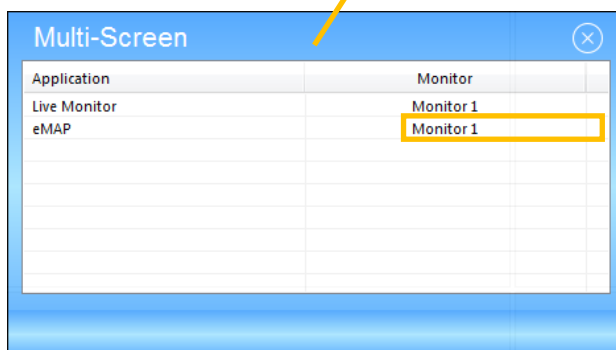 Multi-Screen
Application Monitor
Live Monitor Monitor 1
eMAP Monitor 1